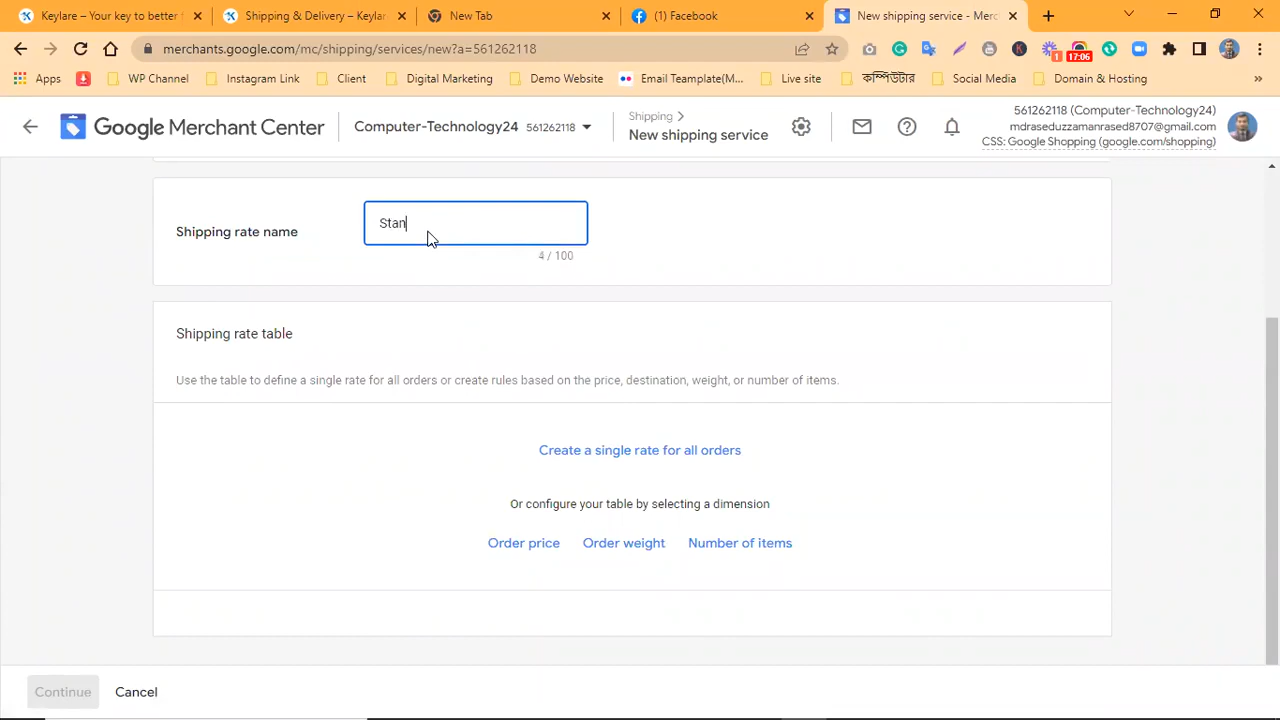 Keylare – Your key to better f
Shipping & Delivery – Keylare
New Tab
(1) Facebook
New shipping service - Merc
merchants.google.com/mc/shipping/services/new?a=561262118
1
17:06
Apps
WP Channel
Instagram Link
Client
Digital Marketing
Demo Website
Email Teamplate(M...
Live site
কম্পিউটার
Social Media
Domain & Hosting
»
Google Merchant Center
Computer-Technology24 561262118
Shipping
New shipping service
561262118 (Computer-Technology24)
mdraseduzzamanrased8707@gmail.com
CSS: Google Shopping (google.com/shopping)
Shipping rate name
Stan
4 / 100
Shipping rate table
Use the table to define a single rate for all orders or create rules based on the price, destination, weight, or number of items.
Create a single rate for all orders
Or configure your table by selecting a dimension
Order price Order weight Number of items
Continue Cancel